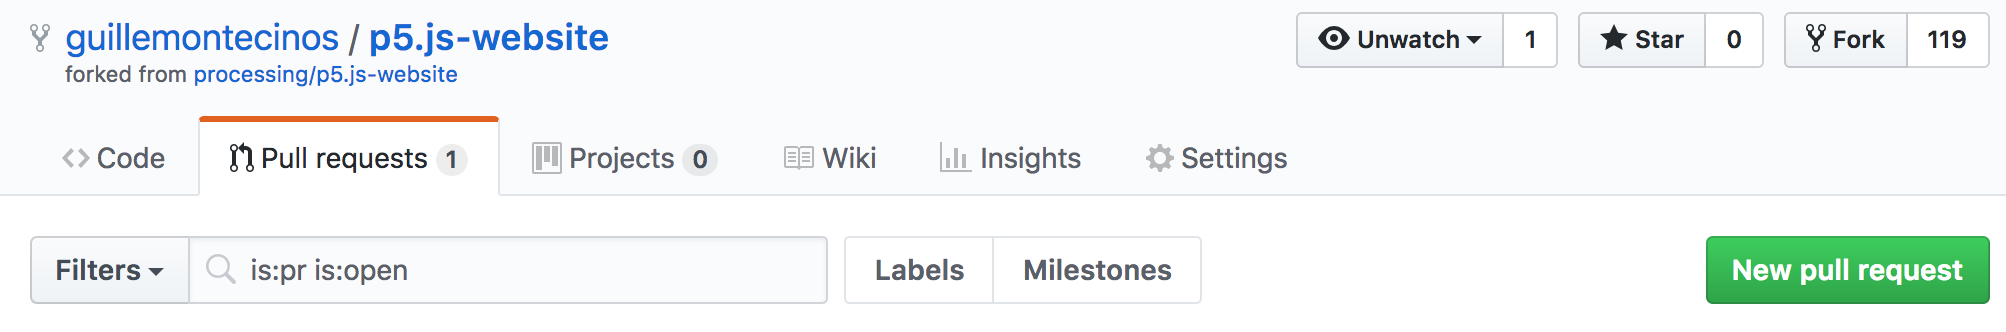 guillemontecinos / p5.js-website
Unwatch 1 Star 0 Fork 119
forked from processing/p5.js-website
Code Pull requests 1 Projects 0 Wiki Insights Settings
Filters is:pr is:open Labels Milestones New pull request